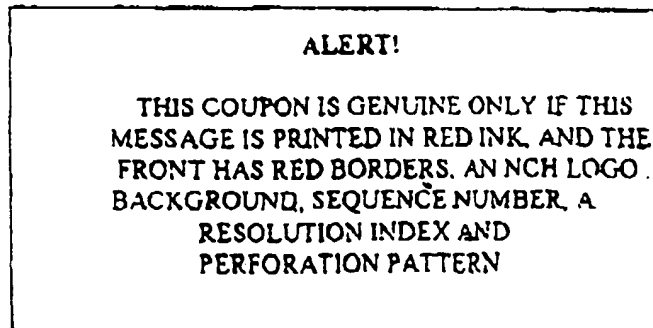 ALERT!
THIS COUPON IS GENUINE ONLY IF THIS
MESSAGE IS PRINTED IN RED INK, AND THE
FRONT HAS RED BORDERS, AN NCH LOGO
BACKGROUND, SEQUENCE NUMBER, A
RESOLUTION INDEX AND
PERFORATION PATTERN